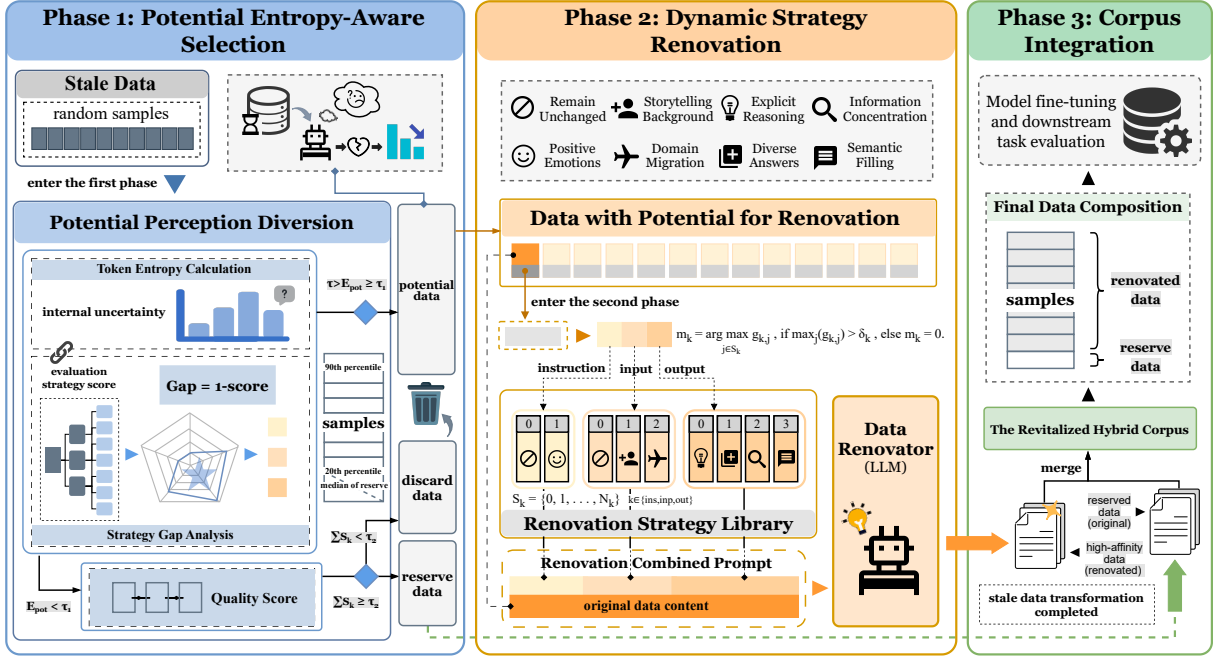 Phase 1: Potential Entropy-Aware
Selection
Stale Data
random samples
enter the first phase
Potential Perception Diversion
Token Entropy Calculation
internal uncertainty
?
τ>E_pot ≥ τ₁
evaluation
strategy score
Gap = 1-score
Strategy Gap Analysis
90th percentile
samples
20th percentile
median of reserve
E_pot < τ₁
Quality Score
∑S_k < τ₂
∑S_k ≥ τ₂
potential
data
discard
data
reserve
data
Phase 2: Dynamic Strategy
Renovation
Remain
Unchanged
Storytelling
Background
Explicit
Reasoning
Information
Concentration
Positive
Emotions
Domain
Migration
Diverse
Answers
Semantic
Filling
Data with Potential for Renovation
enter the second phase
m_k = arg max g_k,j , if max_j(g_k,j) > δ_k , else m_k = 0.
j∈S_k
instruction input output
0 1 0 1 2 0 1 2 3
S_k = {0, 1, . . . , N_k} k∈{ins,inp,out}
Renovation Strategy Library
Renovation Combined Prompt
original data content
Data
Renovator
(LLM)
Phase 3: Corpus
Integration
Model fine-tuning
and downstream
task evaluation
Final Data Composition
samples
renovated
data
reserve
data
The Revitalized Hybrid Corpus
merge
reserved
data
(original)
high-affinity
data
(renovated)
stale data transformation
completed